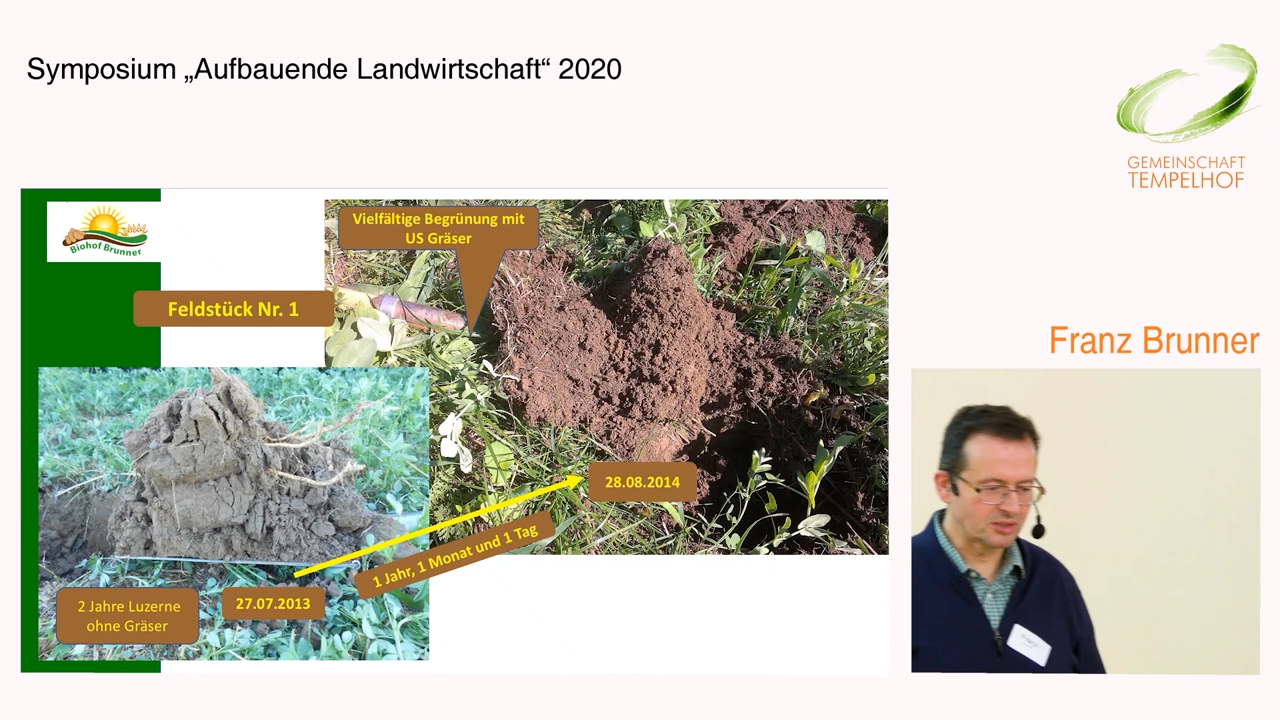 Symposium „Aufbauende Landwirtschaft“ 2020
GEMEINSCHAFT
TEMPELHOF
Biohof Brunner
Vielfältige Begrünung mit
US Gräser
Feldstück Nr. 1
Franz Brunner
28.08.2014
1 Jahr, 1 Monat und 1 Tag
2 Jahre Luzerne
ohne Gräser
27.07.2013